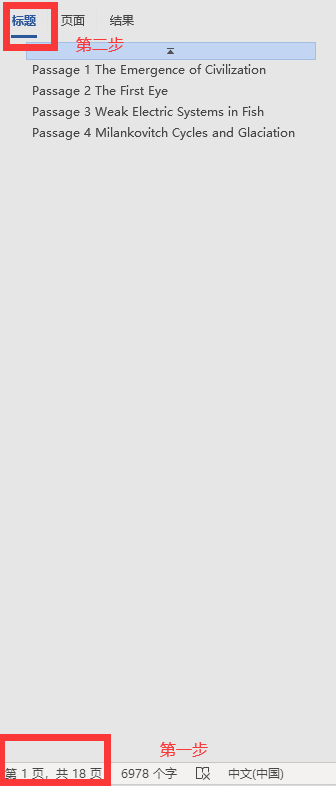 标题 页面 结果
第二步
Passage 1 The Emergence of Civilization
Passage 2 The First Eye
Passage 3 Weak Electric Systems in Fish
Passage 4 Milankovitch Cycles and Glaciation
第一步
第 1 页，共 18 页 6978 个字 中文(中国)